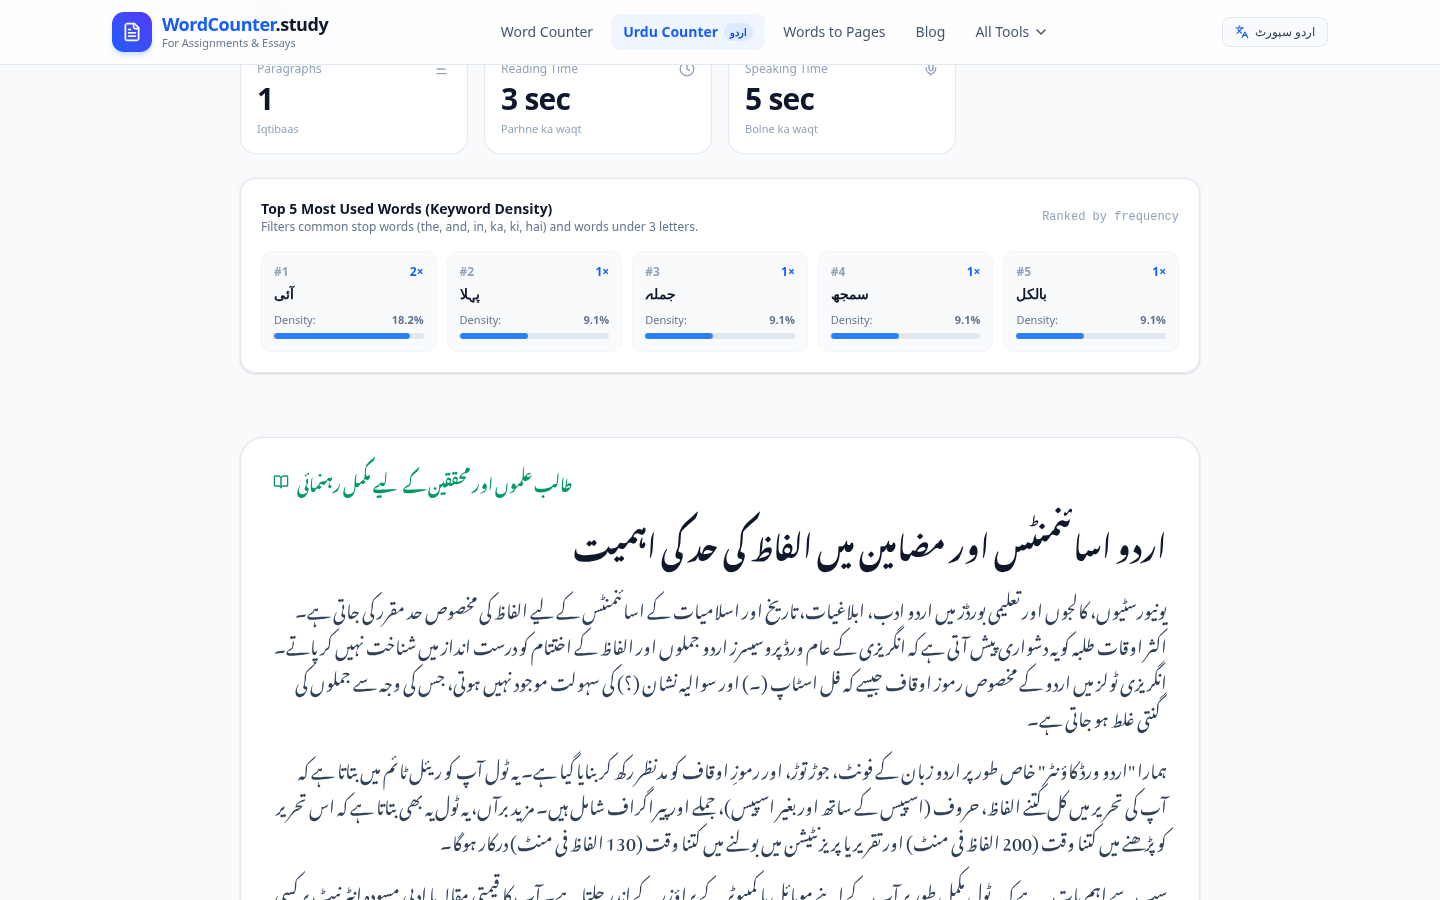 WordCounter.study
For Assignments & Essays
Word Counter
Urdu Counter اردو
Words to Pages
Blog
All Tools
اردو سپورٹ
Paragraphs
1
Iqtibaas
Reading Time
3 sec
Parhne ka waqt
Speaking Time
5 sec
Bolne ka waqt
Top 5 Most Used Words (Keyword Density)
Filters common stop words (the, and, in, ka, ki, hai) and words under 3 letters.
Ranked by frequency
#1 2×
آئی
Density: 18.2%
#2 1×
پہلا
Density: 9.1%
#3 1×
جملہ
Density: 9.1%
#4 1×
سمجھ
Density: 9.1%
#5 1×
بالکل
Density: 9.1%
طالب علموں اور محققین کے لیے مکمل رہنمائی
اردو اسائنمنٹس اور مضامین میں الفاظ کی حد کی اہمیت
یونیورسٹیوں، کالجوں اور تعلیمی بورڈز میں اردو ادب، ابلاغیات، تاریخ اور اسلامیات کے اسائنمنٹس کے لیے الفاظ کی مخصوص حد مقرر کی جاتی ہے۔
اکثر اوقات طلبہ کو یہ دشواری پیش آتی ہے کہ انگریزی کے عام ورڈ پروسیسرز اردو جملوں اور الفاظ کے اختتام کو درست انداز میں شناخت نہیں کر پاتے۔
انگریزی ٹولز میں اردو کے مخصوص رموز اوقاف جیسے کہ فل اسٹاپ (۔) اور سوالیہ نشان (؟) کی سہولت موجود نہیں ہوتی، جس کی وجہ سے جملوں کی
گنتی غلط ہو جاتی ہے۔
ہمارا "اردو ورڈ کاؤنٹر" خاص طور پر اردو زبان کے فونٹ، جوڑ توڑ، اور رموزِ اوقاف کو مدنظر رکھ کر بنایا گیا ہے۔ یہ ٹول آپ کو ریئل ٹائم میں بتاتا ہے کہ
آپ کی تحریر میں کل کتنے الفاظ، حروف (اسپیس کے ساتھ اور بغیر اسپیس)، جملے اور پیراگراف شامل ہیں۔ مزید برآں، یہ ٹول یہ بھی بتاتا ہے کہ اس تحریر
کو پڑھنے میں کتنا وقت (200 الفاظ فی منٹ) اور تقریر یا پریزنٹیشن میں بولنے میں کتنا وقت (130 الفاظ فی منٹ) درکار ہوگا۔